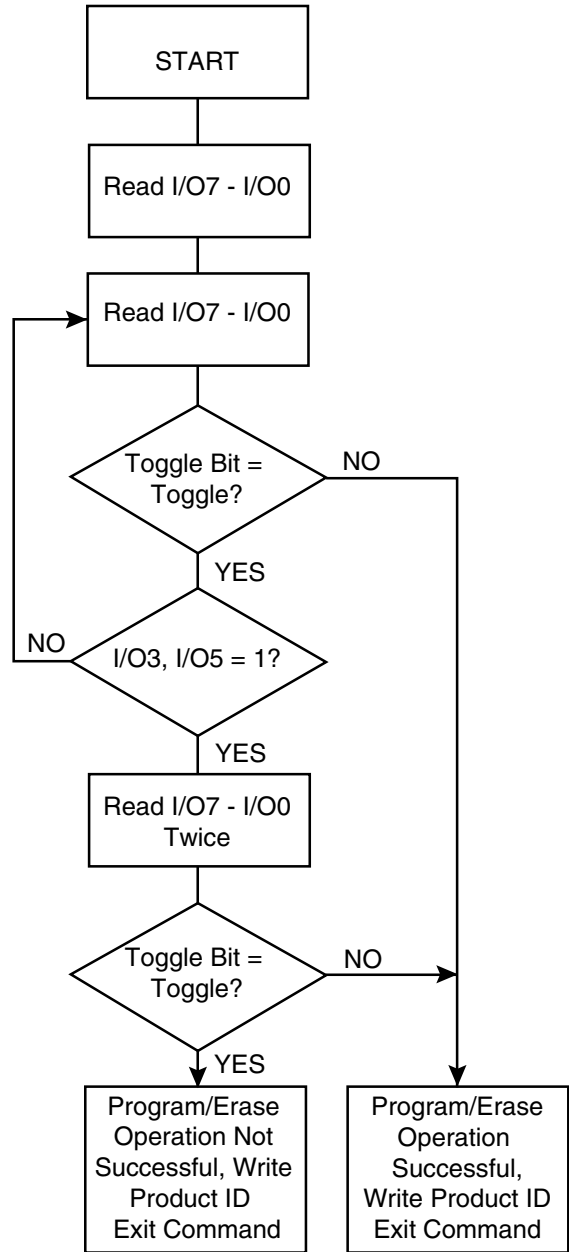 START
Read I/O7 - I/O0
Read I/O7 - I/O0
Toggle Bit =
Toggle?
NO
YES
NO
I/O3, I/O5 = 1?
YES
Read I/O7 - I/O0
Twice
Toggle Bit =
Toggle?
NO
YES
Program/Erase
Operation Not
Successful, Write
Product ID
Exit Command
Program/Erase
Operation
Successful,
Write Product ID
Exit Command